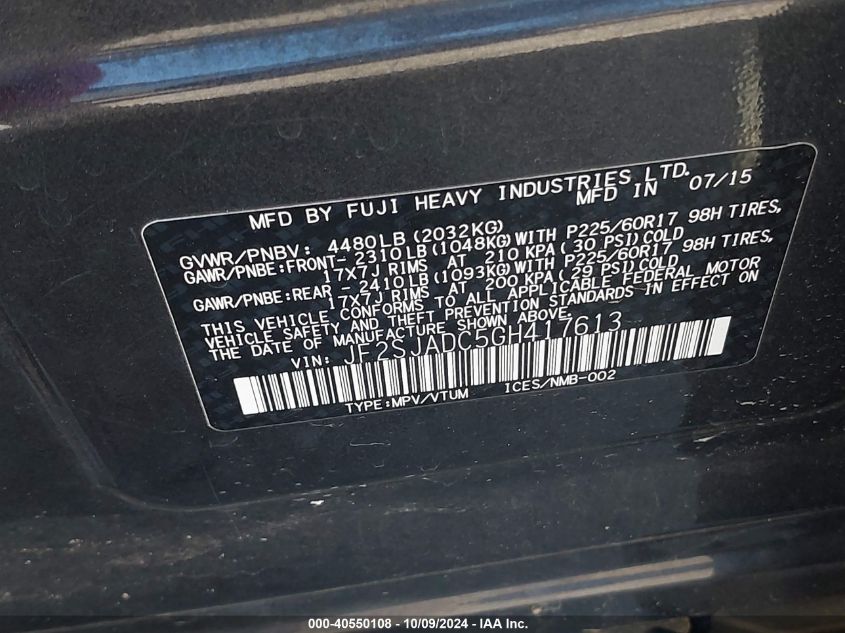 MFD BY FUJI HEAVY INDUSTRIES LTD.
MFD IN 07/15
GVWR/PNBV: 4480LB (2032KG)
GAWR/PNBE:FRONT- 2310LB (1048KG) WITH P225/60R17 98H TIRES,
17X7J RIMS AT 210 KPA (30 PSI) COLD
GAWR/PNBE:REAR - 2410LB (1093KG) WITH P225/60R17 98H TIRES,
17X7J RIMS AT 200 KPA (29 PSI) COLD
THIS VEHICLE CONFORMS TO ALL APPLICABLE FEDERAL MOTOR
VEHICLE SAFETY AND THEFT PREVENTION STANDARDS IN EFFECT ON
THE DATE OF MANUFACTURE SHOWN ABOVE.
VIN: JF2SJADC5GH417613
TYPE:MPV/VTUM ICES/NMB-002
000-40550108 - 10/09/2024 - IAA Inc.